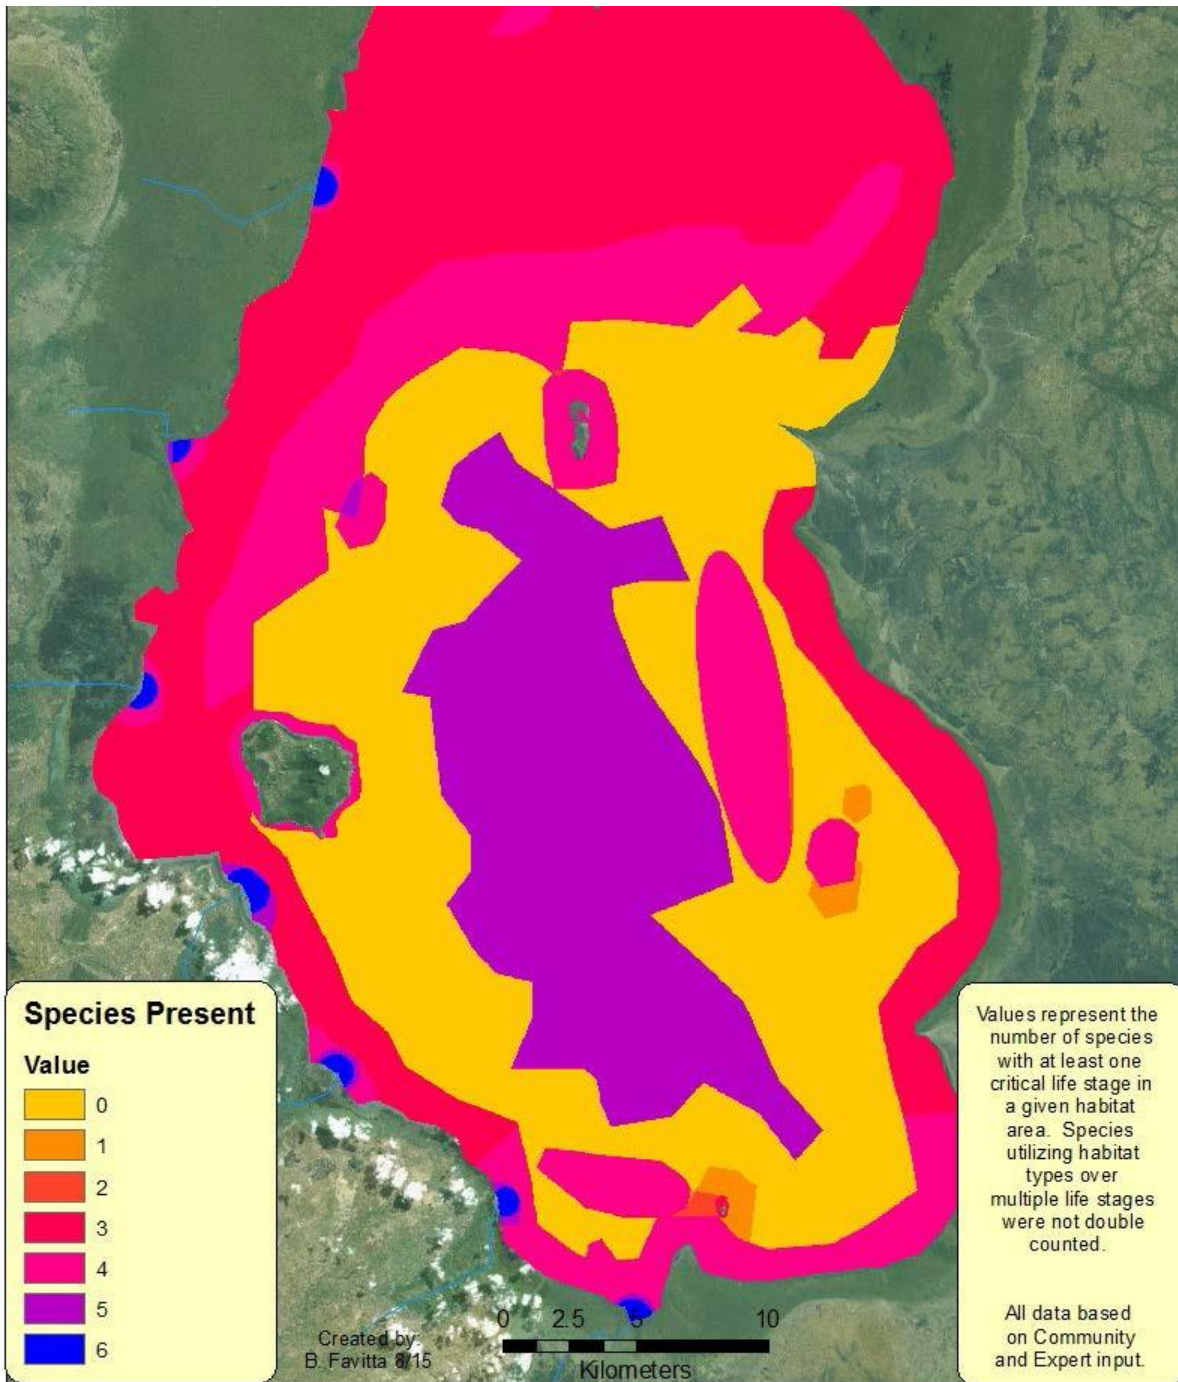 Species Present
Value
0
1
2
3
4
5
6
Created by:
B. Favitta 8/15
0 2.5 5 10
Kilometers
Values represent the
number of species
with at least one
critical life stage in
a given habitat
area. Species
utilizing habitat
types over
multiple life stages
were not double
counted.
All data based
on Community
and Expert input.